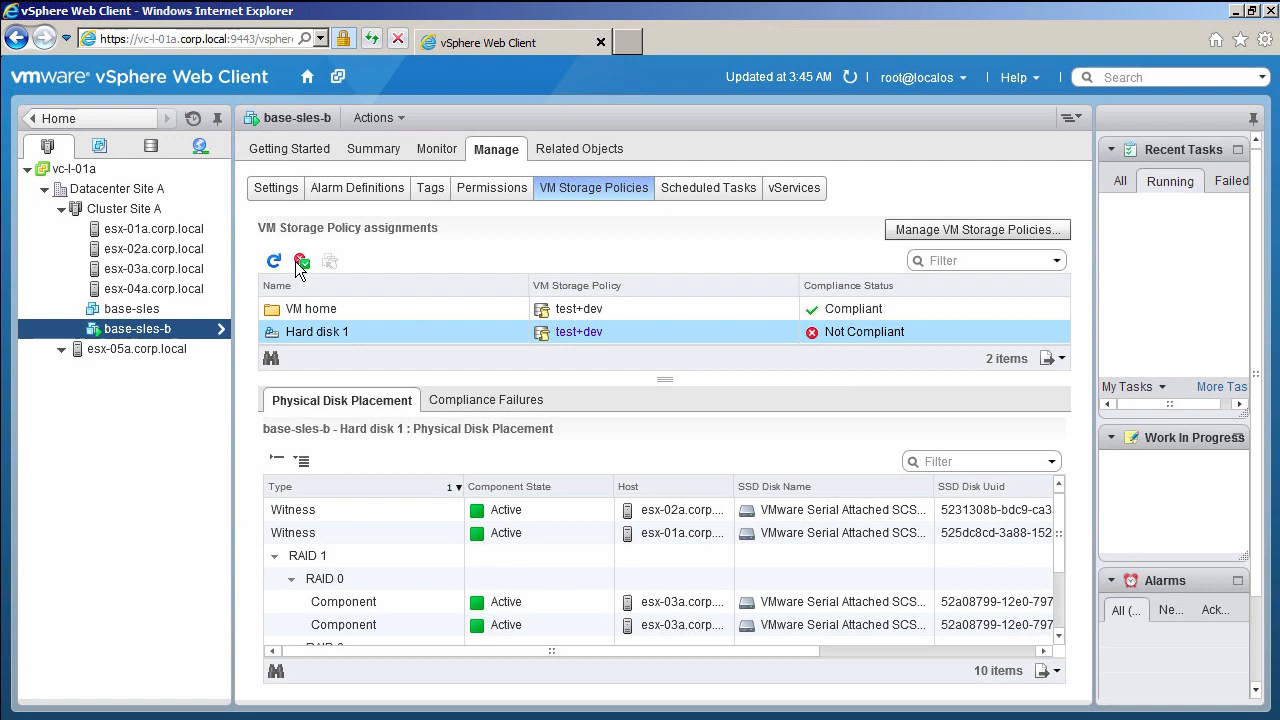 vSphere Web Client - Windows Internet Explorer
https://vc-l-01a.corp.local:9443/vspher
vSphere Web Client
vmware® vSphere Web Client
Updated at 3:45 AM
root@localos
Help
Search
Home
vc-l-01a
Datacenter Site A
Cluster Site A
esx-01a.corp.local
esx-02a.corp.local
esx-03a.corp.local
esx-04a.corp.local
base-sles
base-sles-b
esx-05a.corp.local
base-sles-b Actions
Getting Started Summary Monitor Manage Related Objects
Settings Alarm Definitions Tags Permissions VM Storage Policies Scheduled Tasks vServices
VM Storage Policy assignments
Manage VM Storage Policies...
Filter
Name VM Storage Policy Compliance Status
VM home test+dev Compliant
Hard disk 1 test+dev Not Compliant
2 items
Physical Disk Placement Compliance Failures
base-sles-b - Hard disk 1 : Physical Disk Placement
Filter
Type 1 Component State Host SSD Disk Name SSD Disk Uuid
Witness Active esx-02a.corp.... VMware Serial Attached SCS... 5231308b-bdc9-ca3
Witness Active esx-01a.corp.... VMware Serial Attached SCS... 525dc8cd-3a88-152
RAID 1
RAID 0
Component Active esx-03a.corp.... VMware Serial Attached SCS... 52a08799-12e0-797
Component Active esx-03a.corp.... VMware Serial Attached SCS... 52a08799-12e0-797
10 items
Recent Tasks
All Running Failed
My Tasks More Tas
Work In Progress
Alarms
All (... Ne... Ack...